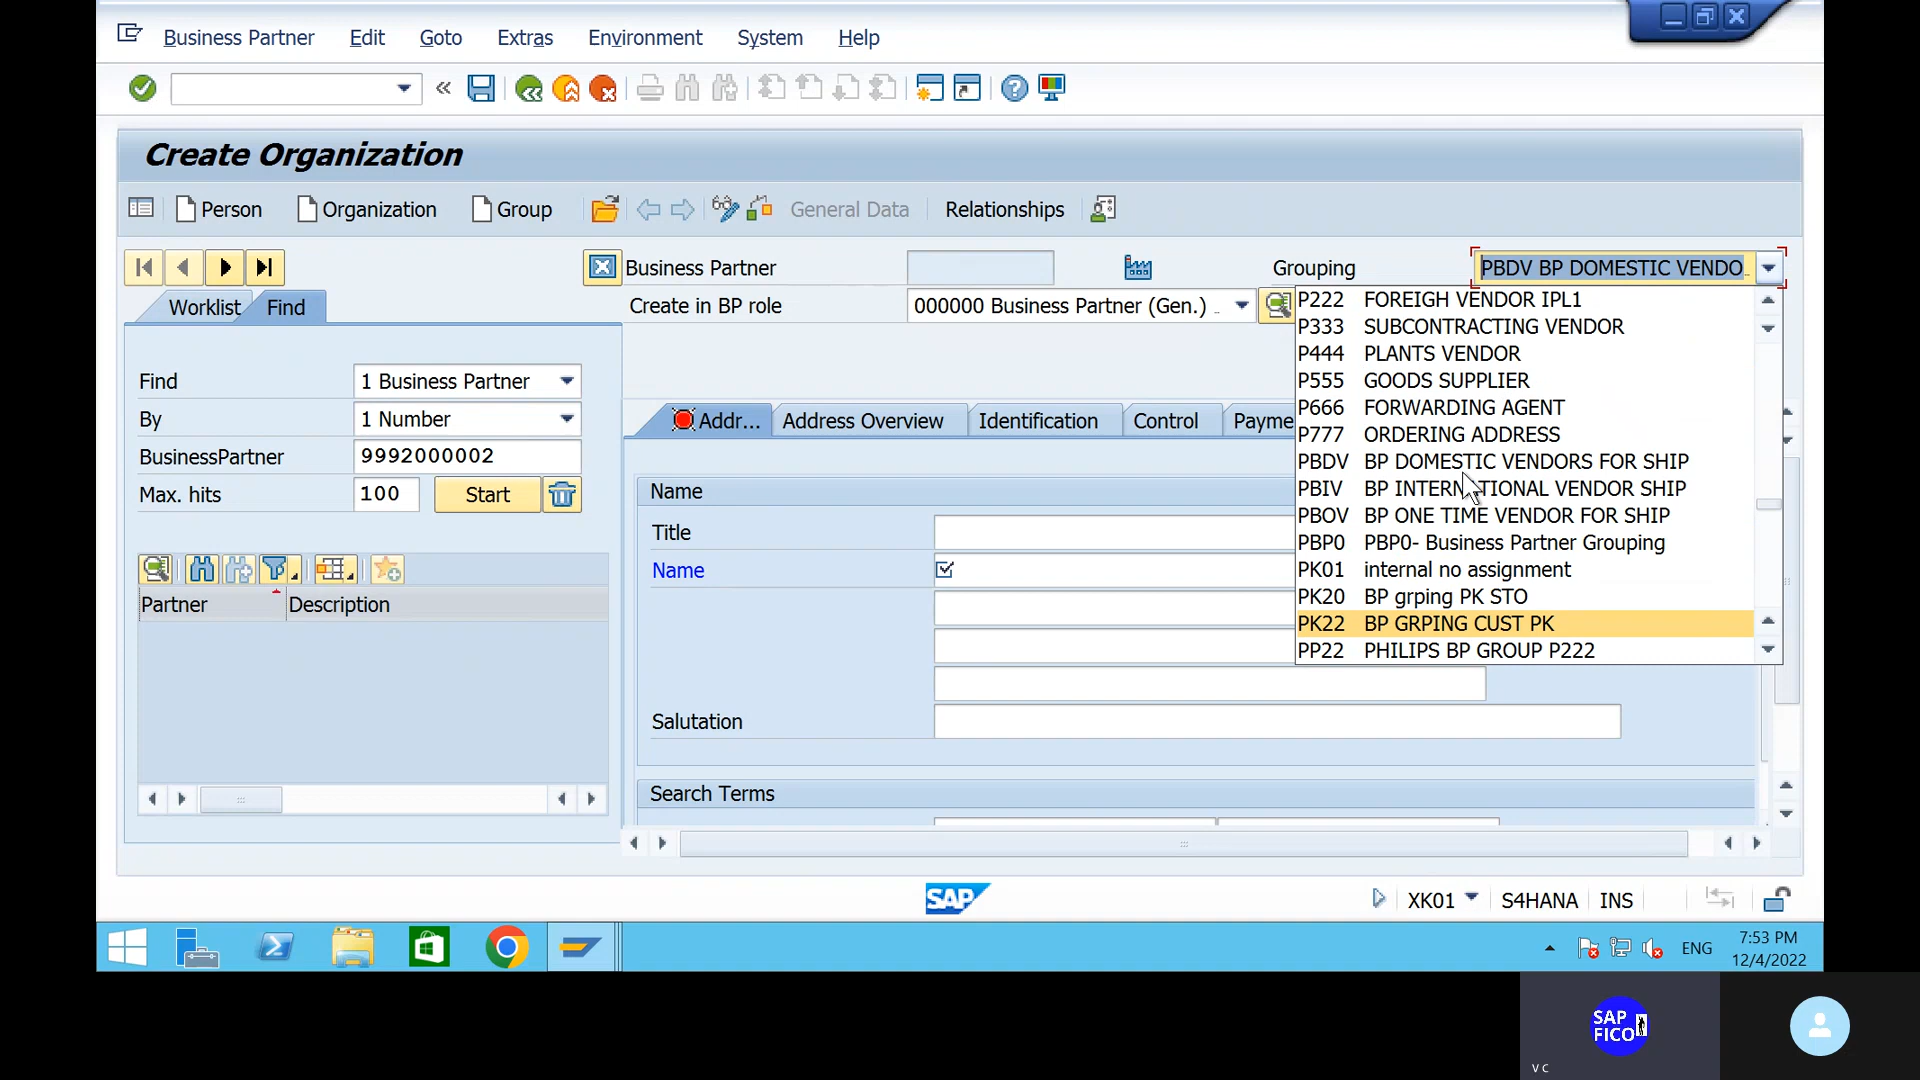 Business Partner Edit Goto Extras Environment System Help
Create Organization
Person Organization Group General Data Relationships
Business Partner Grouping PBDV BP DOMESTIC VENDO
Worklist Find
Create in BP role 000000 Business Partner (Gen.)
P222 FOREIGH VENDOR IPL1
P333 SUBCONTRACTING VENDOR
P444 PLANTS VENDOR
P555 GOODS SUPPLIER
P666 FORWARDING AGENT
P777 ORDERING ADDRESS
PBDV BP DOMESTIC VENDORS FOR SHIP
PBIV BP INTERNATIONAL VENDOR SHIP
PBOV BP ONE TIME VENDOR FOR SHIP
PBP0 PBP0- Business Partner Grouping
PK01 internal no assignment
PK20 BP grping PK STO
PK22 BP GRPING CUST PK
PP22 PHILIPS BP GROUP P222
Find 1 Business Partner
By 1 Number
BusinessPartner 9992000002
Max. hits 100 Start
Partner Description
Addr... Address Overview Identification Control Payme
Name
Title
Name
Salutation
Search Terms
SAP
XK01 S4HANA INS
ENG
7:53 PM
12/4/2022
SAP
FICO
v c